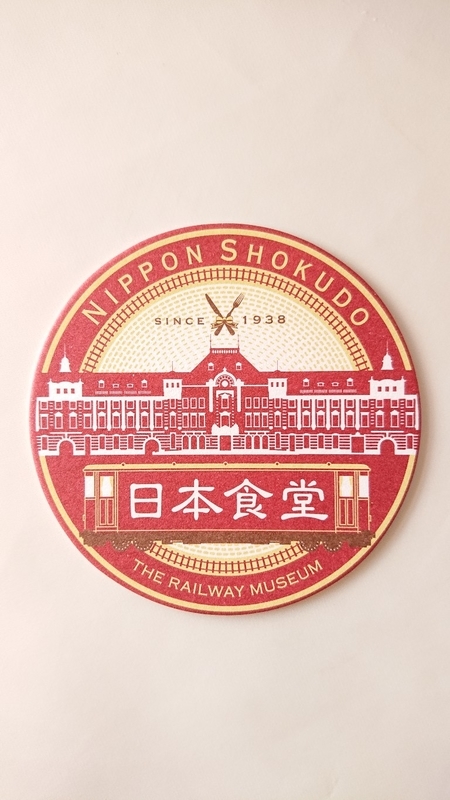 NIPPON SHOKUDO
SINCE 1938
日本食堂
THE RAILWAY MUSEUM